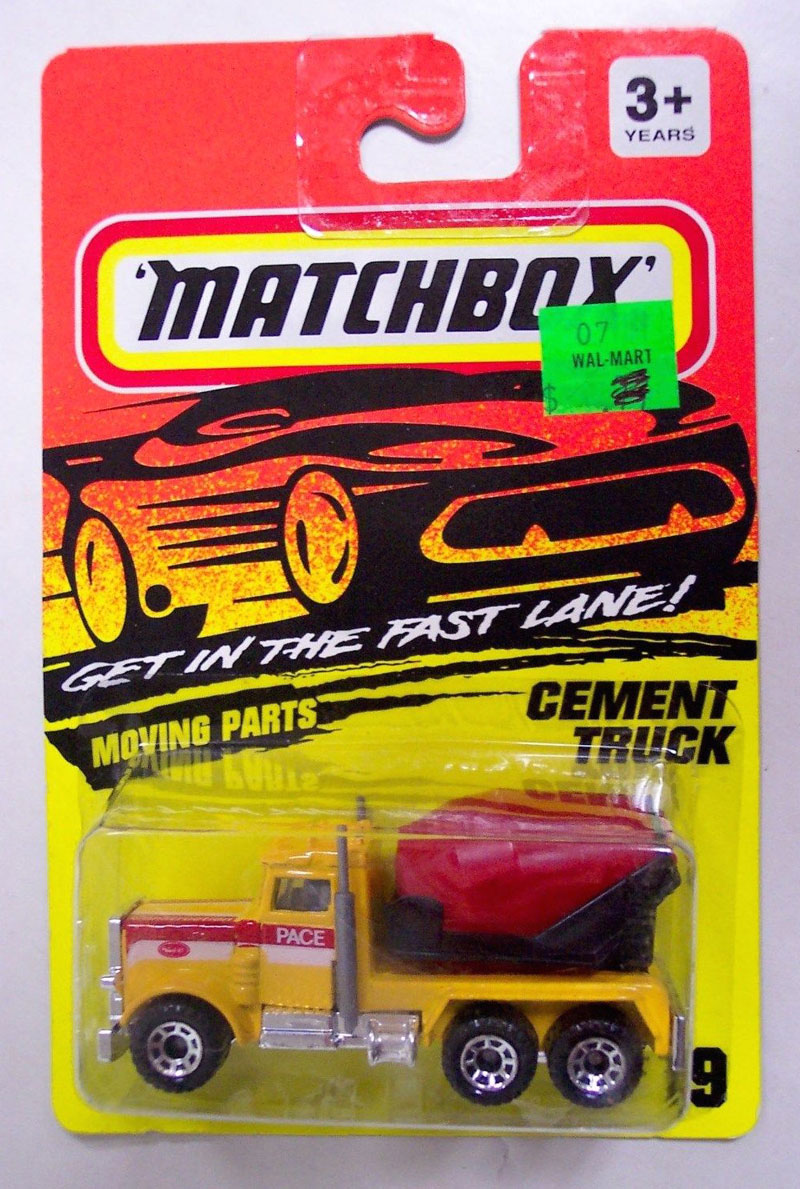 3+
YEARS
'MATCHBOX'
07
WAL-MART
$
GET IN THE FAST LANE!
MOVING PARTS
CEMENT
TRUCK
PACE
9